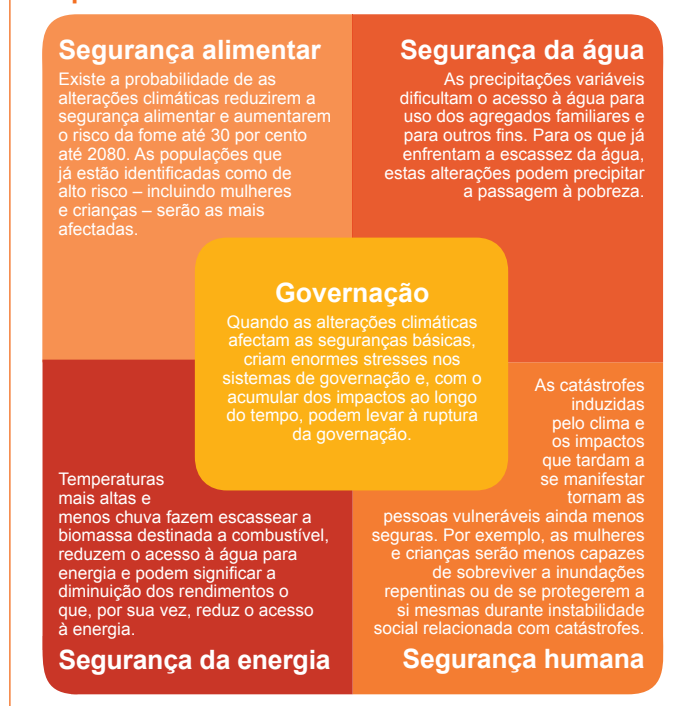 Segurança alimentar
Existe a probabilidade de as
alterações climáticas reduzirem a
segurança alimentar e aumentarem
o risco da fome até 30 por cento
até 2080. As populações que
já estão identificadas como de
alto risco – incluindo mulheres
e crianças – serão as mais
afectadas.
Segurança da água
As precipitações variáveis
dificultam o acesso à água para
uso dos agregados familiares e
para outros fins. Para os que já
enfrentam a escassez da água,
estas alterações podem precipitar
a passagem à pobreza.
Governação
Quando as alterações climáticas
afectam as seguranças básicas,
criam enormes stresses nos
sistemas de governação e, com o
acumular dos impactos ao longo
do tempo, podem levar à ruptura
da governação.
Temperaturas
mais altas e
menos chuva fazem escassear a
biomassa destinada a combustível,
reduzem o acesso à água para
energia e podem significar a
diminuição dos rendimentos o
que, por sua vez, reduz o acesso
à energia.
Segurança da energia
As catástrofes
induzidas
pelo clima e
os impactos
que tardam a
se manifestar
tornam as
pessoas vulneráveis ainda menos
seguras. Por exemplo, as mulheres
e crianças serão menos capazes
de sobreviver a inundações
repentinas ou de se protegerem a
si mesmas durante instabilidade
social relacionada com catástrofes.
Segurança humana